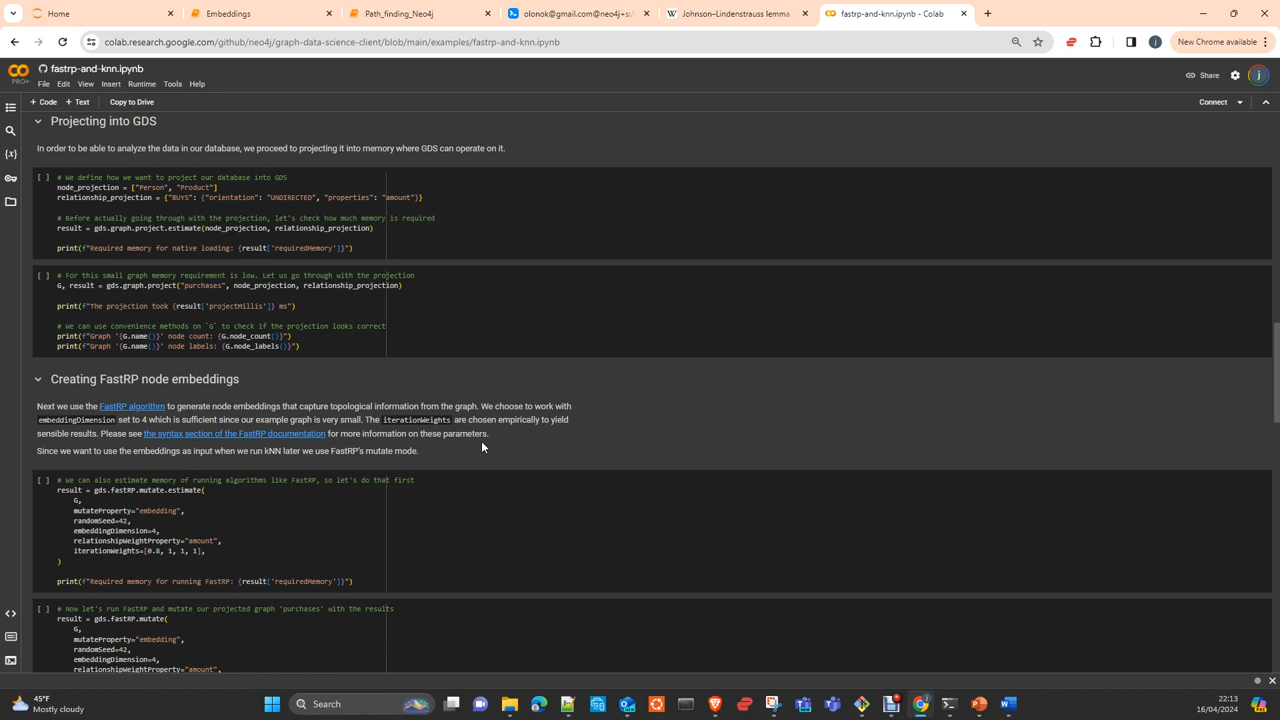 Home
Embeddings
Path_finding_Neo4j
olonok@gmail.com@neo4j+s:/
Johnson–Lindenstrauss lemma
fastrp-and-knn.ipynb - Colab
colab.research.google.com/github/neo4j/graph-data-science-client/blob/main/examples/fastrp-and-knn.ipynb
New Chrome available
PRO+
fastrp-and-knn.ipynb
File Edit View Insert Runtime Tools Help
Share
+ Code + Text Copy to Drive
Connect
Projecting into GDS
In order to be able to analyze the data in our database, we proceed to projecting it into memory where GDS can operate on it.
[ ] # We define how we want to project our database into GDS
node_projection = ["Person", "Product"]
relationship_projection = {"BUYS": {"orientation": "UNDIRECTED", "properties": "amount"}}
# Before actually going through with the projection, let's check how much memory is required
result = gds.graph.project.estimate(node_projection, relationship_projection)
print(f"Required memory for native loading: {result['requiredMemory']}")
[ ] # For this small graph memory requirement is low. Let us go through with the projection
G, result = gds.graph.project("purchases", node_projection, relationship_projection)
print(f"The projection took {result['projectMillis']} ms")
# We can use convenience methods on `G` to check if the projection looks correct
print(f"Graph '{G.name()}' node count: {G.node_count()}")
print(f"Graph '{G.name()}' node labels: {G.node_labels()}")
Creating FastRP node embeddings
Next we use the FastRP algorithm to generate node embeddings that capture topological information from the graph. We choose to work with
embeddingDimension set to 4 which is sufficient since our example graph is very small. The iterationWeights are chosen empirically to yield
sensible results. Please see the syntax section of the FastRP documentation for more information on these parameters.
Since we want to use the embeddings as input when we run kNN later we use FastRP's mutate mode.
[ ] # We can also estimate memory of running algorithms like FastRP, so let's do that first
result = gds.fastRP.mutate.estimate(
G,
mutateProperty="embedding",
randomSeed=42,
embeddingDimension=4,
relationshipWeightProperty="amount",
iterationWeights=[0.8, 1, 1, 1],
)
print(f"Required memory for running FastRP: {result['requiredMemory']}")
[ ] # Now let's run FastRP and mutate our projected graph 'purchases' with the results
result = gds.fastRP.mutate(
G,
mutateProperty="embedding",
randomSeed=42,
embeddingDimension=4,
relationshipWeightProperty="amount",
45°F
Mostly cloudy
Search
22:13
16/04/2024